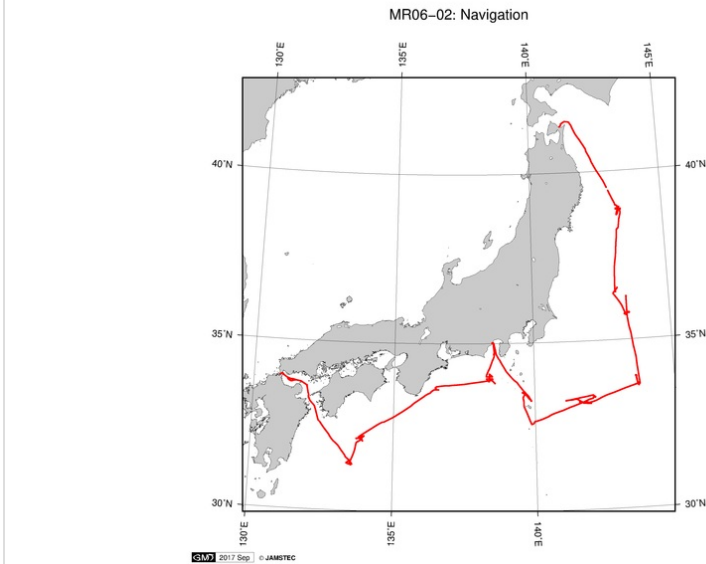 MR06−02: Navigation
130˚E 135˚E 140˚E 145˚E
40˚N 40˚N
35˚N 35˚N
30˚N 30˚N
130˚E 135˚E 140˚E
GMD 2017 Sep © JAMSTEC